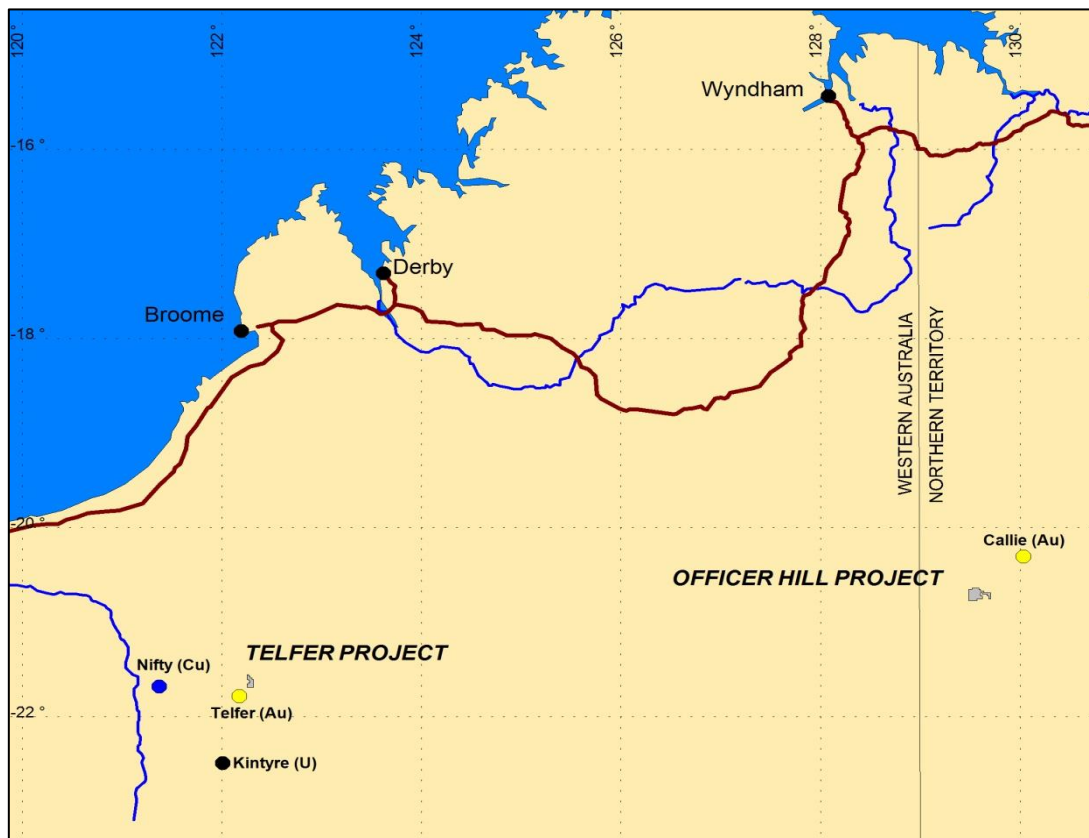 120°
122°
124°
126°
128°
130°
Wyndham
-16°
Derby
Broome
-18°
WESTERN AUSTRALIA
NORTHERN TERRITORY
-20°
Callie (Au)
OFFICER HILL PROJECT
TELFER PROJECT
Nifty (Cu)
Telfer (Au)
-22°
Kintyre (U)